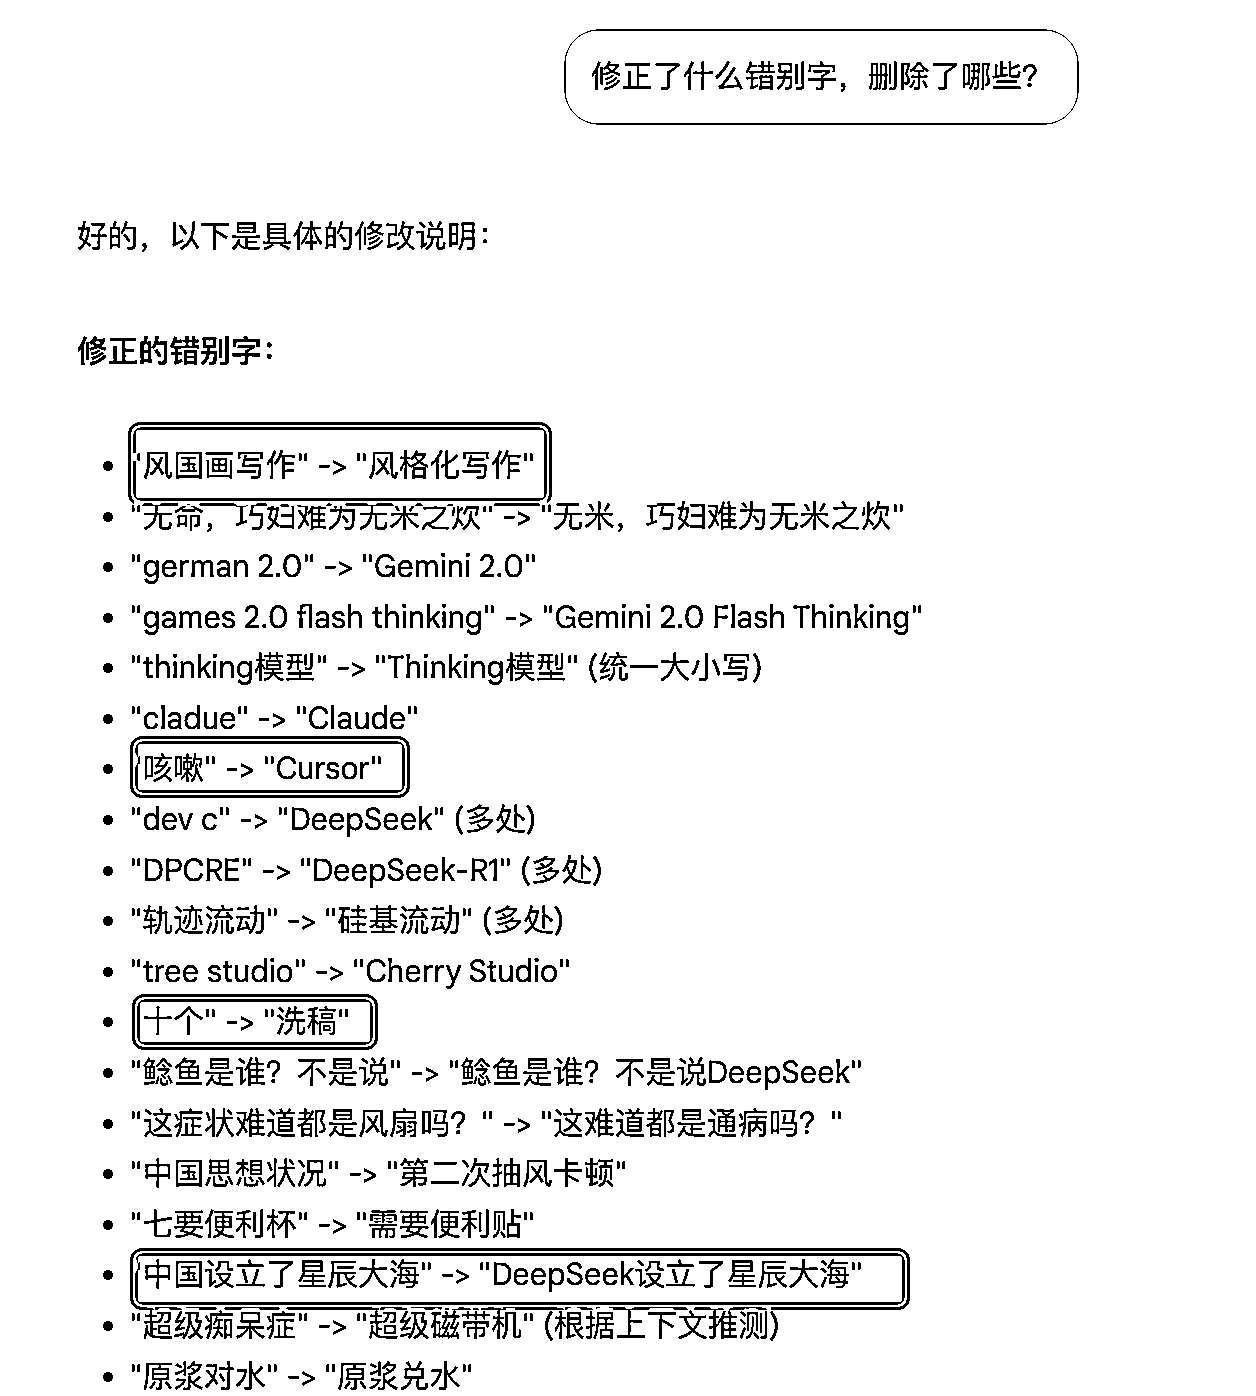 修正了什么错别字，删除了哪些？
好的，以下是具体的修改说明：
修正的错别字：
"风国画写作" -> "风格化写作"
"无命，巧妇难为无米之炊" -> "无米，巧妇难为无米之炊"
"german 2.0" -> "Gemini 2.0"
"games 2.0 flash thinking" -> "Gemini 2.0 Flash Thinking"
"thinking模型" -> "Thinking模型" (统一大小写)
"cladue" -> "Claude"
"咳嗽" -> "Cursor"
"dev c" -> "DeepSeek" (多处)
"DPCRE" -> "DeepSeek-R1" (多处)
"轨迹流动" -> "硅基流动" (多处)
"tree studio" -> "Cherry Studio"
"十个" -> "洗稿"
"鲶鱼是谁？不是说" -> "鲶鱼是谁？不是说DeepSeek"
"这症状难道都是风扇吗？" -> "这难道都是通病吗？"
"中国思想状况" -> "第二次抽风卡顿"
"七要便利杯" -> "需要便利贴"
"中国设立了星辰大海" -> "DeepSeek设立了星辰大海"
"超级痴呆症" -> "超级磁带机" (根据上下文推测)
"原浆对水" -> "原浆兑水"